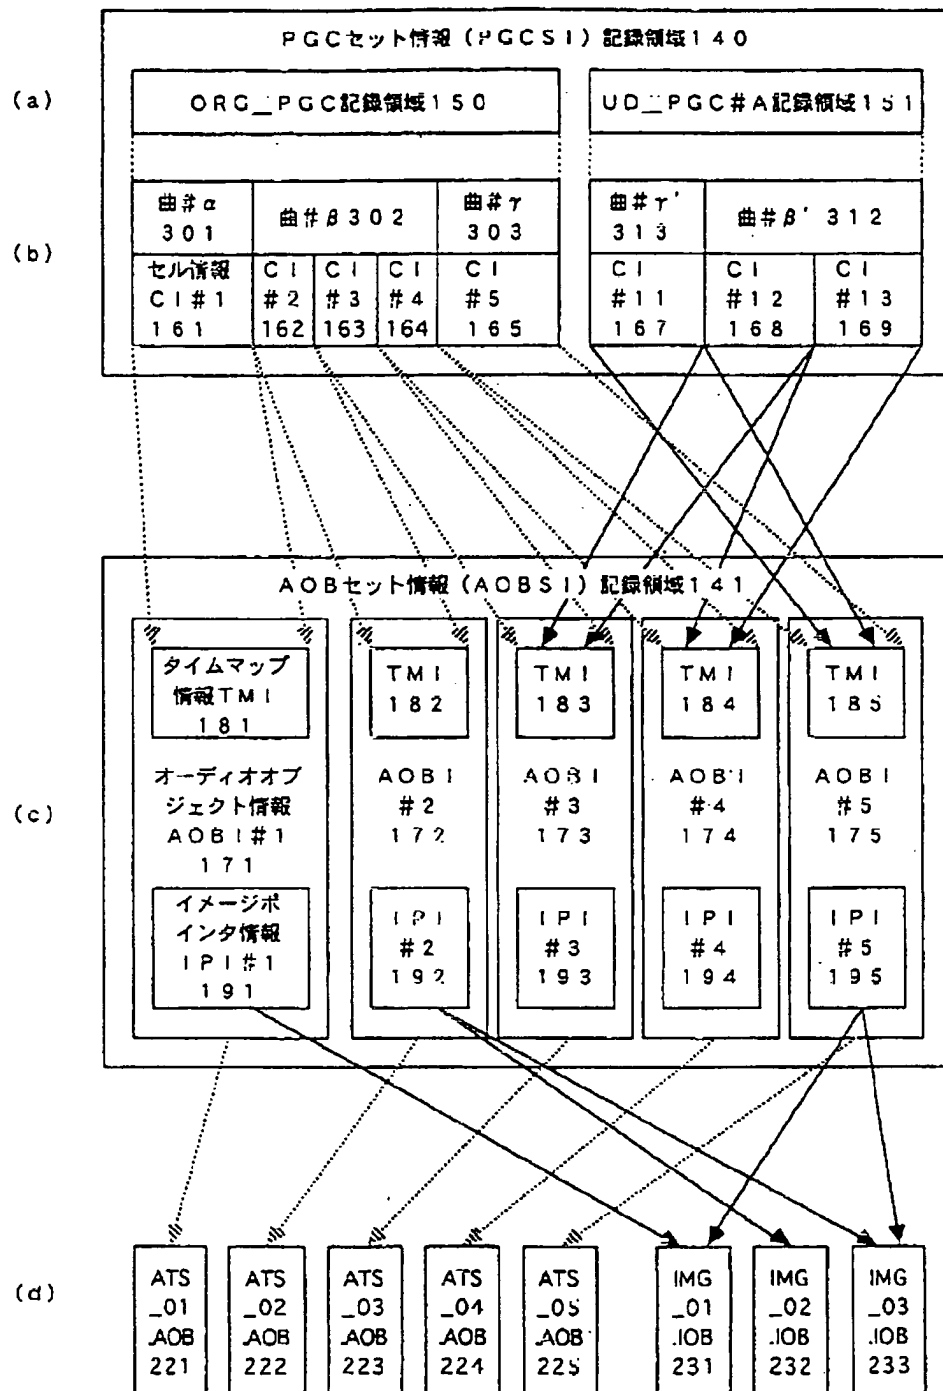 PGCセット情報(PGCSI)記録領域140
(a)
ORG_PGC記録領域150
UD_PGC#A記録領域151
(b)
曲#α
301
曲#β302
曲#γ
303
曲#γ'
313
曲#β'312
セル情報
CI#1
161
CI
#2
162
CI
#3
163
CI
#4
164
CI
#5
165
CI
#11
167
CI
#12
168
CI
#13
169
AOBセット情報(AOBSI)記録領域141
(c)
タイムマップ
情報TMI
181
TMI
182
TMI
183
TMI
184
TMI
185
オーディオオブ
ジェクト情報
AOBI#1
171
AOBI
#2
172
AOBI
#3
173
AOBI
#4
174
AOBI
#5
175
イメージポ
インタ情報
IPI#1
191
IPI
#2
192
IPI
#3
193
IPI
#4
194
IPI
#5
195
(d)
ATS
_01
.AOB
221
ATS
_02
.AOB
222
ATS
_03
.AOB
223
ATS
_04
.AOB
224
ATS
_05
.AOB
225
IMG
_01
.IOB
231
IMG
_02
.IOB
232
IMG
_03
.IOB
233